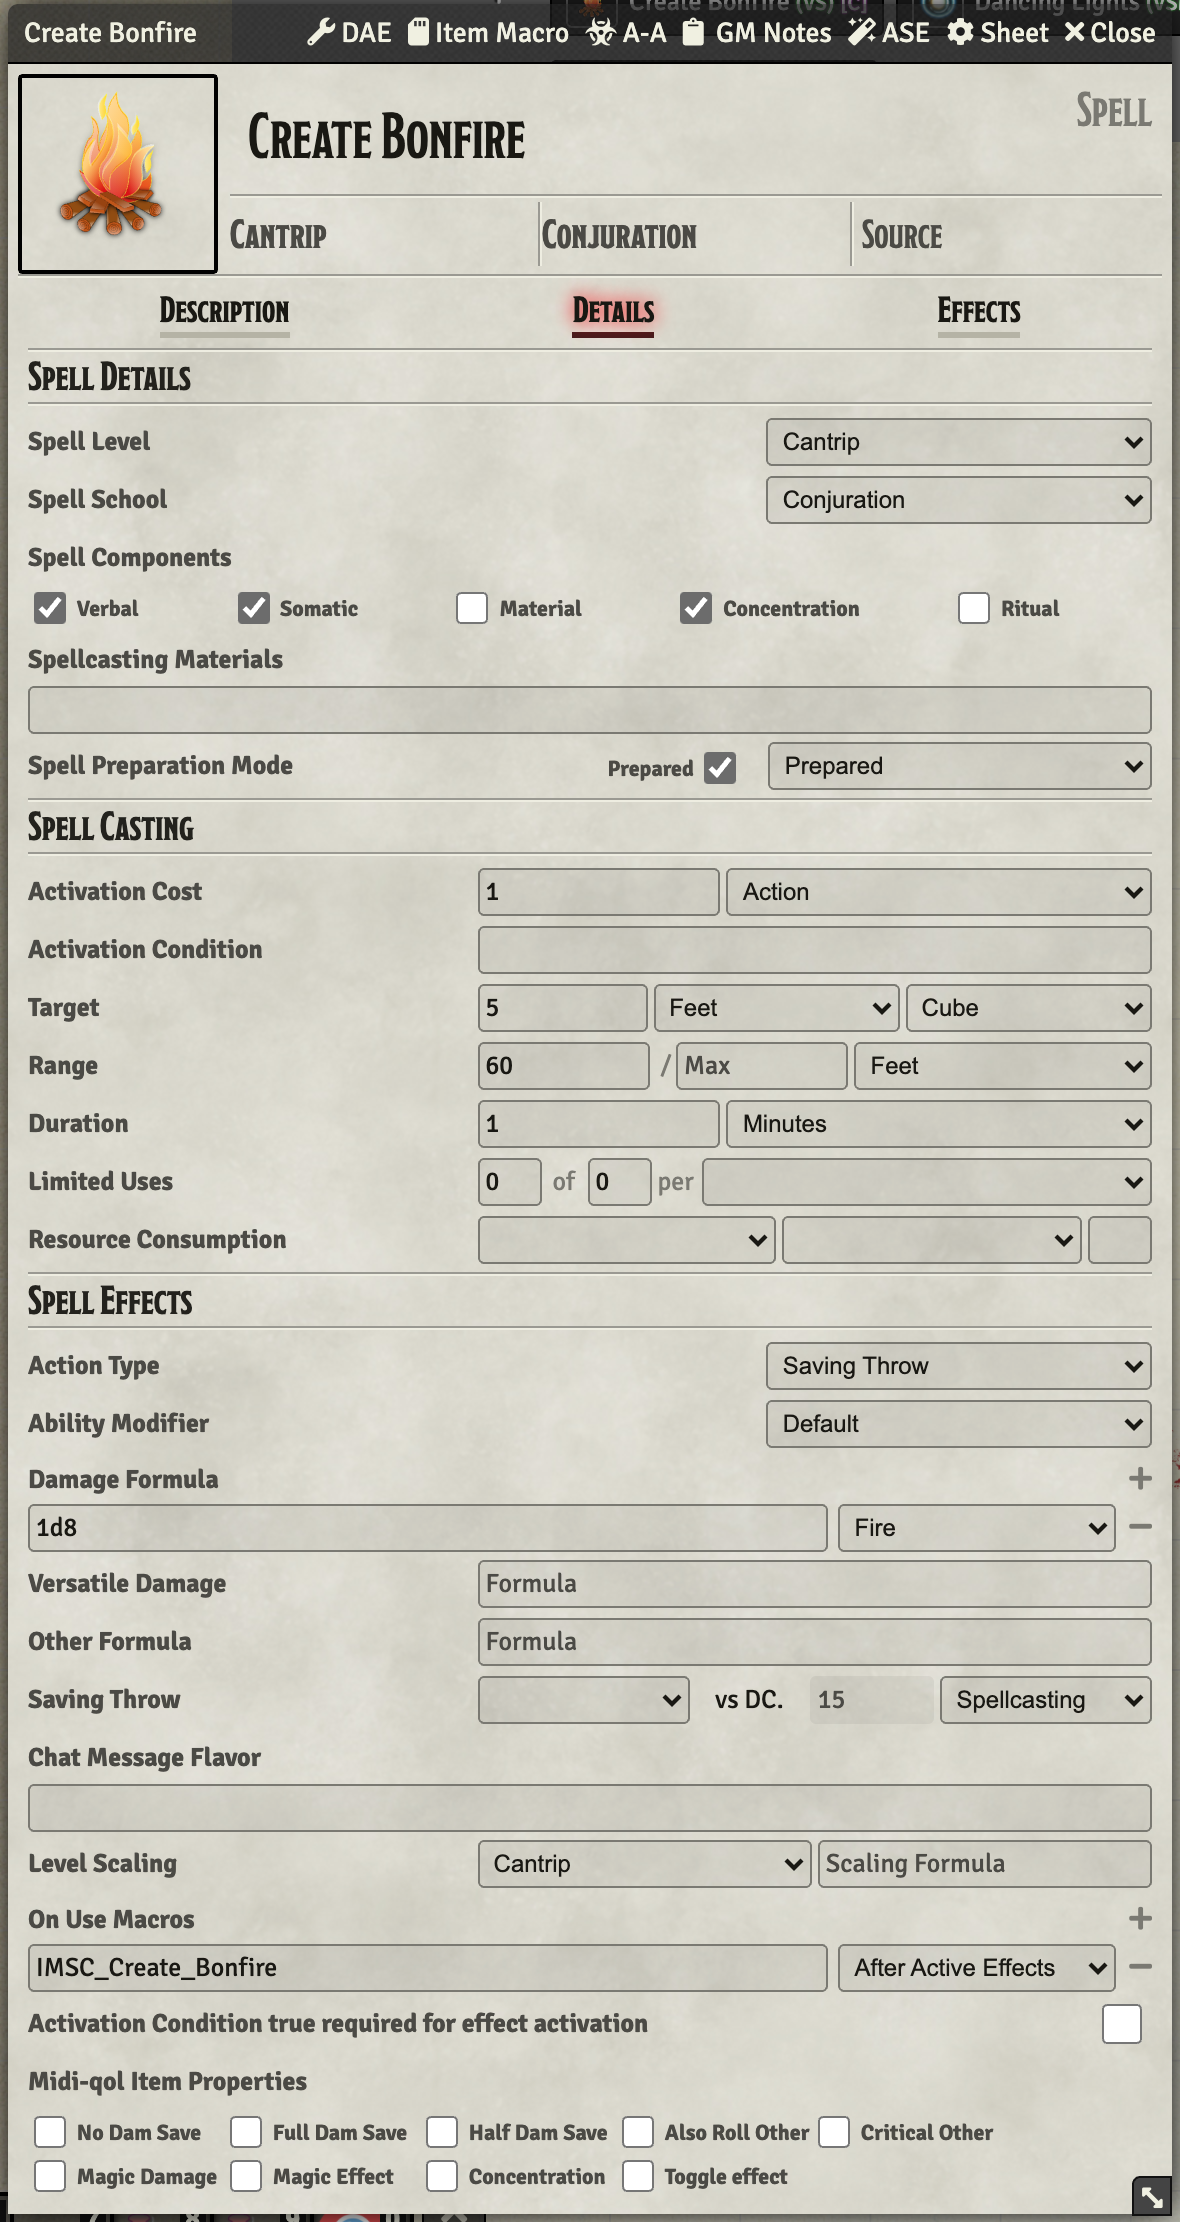 Create Bonfire (VS) [C] Dancing Lights
Create Bonfire DAE Item Macro A-A GM Notes ASE Sheet Close
Create Bonfire Spell
Cantrip Conjuration Source
Description Details Effects
Spell Details
Spell Level Cantrip
Spell School Conjuration
Spell Components
Verbal Somatic Material Concentration Ritual
Spellcasting Materials
Spell Preparation Mode Prepared Prepared
Spell Casting
Activation Cost 1 Action
Activation Condition
Target 5 Feet Cube
Range 60 / Max Feet
Duration 1 Minutes
Limited Uses 0 of 0 per
Resource Consumption
Spell Effects
Action Type Saving Throw
Ability Modifier Default
Damage Formula
1d8 Fire
Versatile Damage Formula
Other Formula Formula
Saving Throw vs DC. 15 Spellcasting
Chat Message Flavor
Level Scaling Cantrip Scaling Formula
On Use Macros
IMSC_Create_Bonfire After Active Effects
Activation Condition true required for effect activation
Midi-qol Item Properties
No Dam Save Full Dam Save Half Dam Save Also Roll Other Critical Other
Magic Damage Magic Effect Concentration Toggle effect